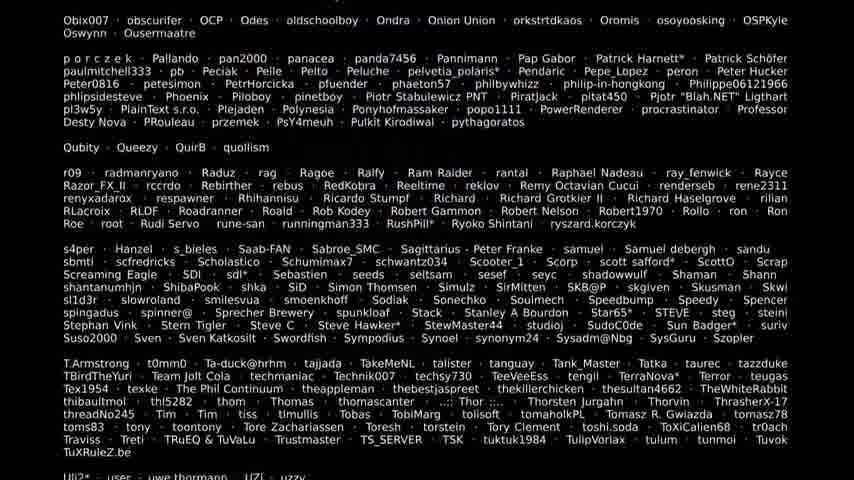 Obix007 · obscurifer · OCP · Odes · oldschoolboy · Ondra · Onion Union · orkstrtdkaos · Oromis · osoyoosking · OSPKyle
Oswynn · Ousermaatre
p o r c z e k · Pallando · pan2000 · panacea · panda7456 · Pannimann · Pap Gabor · Patrick Harnett* · Patrick Schöfer
paulmitchell333 · pb · Peciak · Pelle · Pelto · Peluche · pelvetia_polaris* · Pendaric · Pepe_Lopez · peron · Peter Hucker
Peter0816 · petesimon · PetrHorcicka · pfuender · phaeton57 · philbywhizz · philip-in-hongkong · Philippe06121966
phlipsidesteve · Phoenix · Piloboy · pinetboy · Piotr Stabulewicz PNT · PiratJack · pitat450 · Pjotr "Blah.NET" Ligthart
pl3w5y · PlainText s.r.o. · Plejaden · Polynesia · Ponyhofmassaker · popo1111 · PowerRenderer · procrastinator · Professor
Desty Nova · PRouleau · przemek · PsY4meuh · Pulkit Kirodiwal · pythagoratos
Qubity · Queezy · QuirB · quollism
r09 · radmanryano · Raduz · rag · Ragoe · Ralfy · Ram Raider · rantal · Raphael Nadeau · ray_fenwick · Rayce
Razor_FX_II · rccrdo · Rebirther · rebus · RedKobra · Reeltime · reklov · Remy Octavian Cucui · renderseb · rene2311
renyxadarox · respawner · Rhihannisu · Ricardo Stumpf · Richard · Richard Grotkier II · Richard Haselgrove · rilian
RLacroix · RLDF · Roadranner · Roald · Rob Kodey · Robert Gammon · Robert Nelson · Robert1970 · Rollo · ron · Ron
Roe · root · Rudi Servo · rune-san · runningman333 · RushPill* · Ryoko Shintani · ryszard.korczyk
s4per · Hanzel · s_bieles · Saab-FAN · Sabroe_SMC · Sagittarius - Peter Franke · samuel · Samuel debergh · sandu
sbmti · scfredricks · Scholastico · Schumimax7 · schwantz034 · Scooter_1 · Scorp · scott safford* · ScottO · Scrap
Screaming Eagle · SDI · sdl* · Sebastien · seeds · seltsam · sesef · seyc · shadowwulf · Shaman · Shann
shantanumhjn · ShibaPook · shka · SiD · Simon Thomsen · Simulz · SirMitten · SKB@P · skgiven · Skusman · Skwi
sl1d3r · slowroland · smilesvua · smoenkhoff · Sodiak · Sonechko · Soulmech · Speedbump · Speedy · Spencer
spingadus · spinner@ · Sprecher Brewery · spunkloaf · Stack · Stanley A Bourdon · Star65* · STE\/E · steg · steini
Stephan Vink · Stern Tigler · Steve C · Steve Hawker* · StewMaster44 · studioj · SudoC0de · Sun Badger* · suriv
Suso2000 · Sven · Sven Katkosilt · Swordfish · Sympodius · Synoel · synonym24 · Sysadm@Nbg · SysGuru · Szopler
T.Armstrong · t0mm0 · Ta-duck@hrhm · tajjada · TakeMeNL · talister · tanguay · Tank_Master · Tatka · taurec · tazzduke
TBirdTheYuri · Team Jolt Cola · techmaniac · Technik007 · techsy730 · TeeVeeEss · tengil · TerraNova* · Terror · teugas
Tex1954 · texke · The Phil Continuum · theappleman · thebestjaspreet · thekillerchicken · thesultan4662 · TheWhiteRabbit
thibaultmol · thl5282 · thom · Thomas · thomascanter · ..::| Thor ::.. · Thorsten Jurgahn · Thorvin · ThrasherX-17
threadNo245 · Tim · Tim · tiss · tlmullis · Tobas · TobiMarg · tolisoft · tomaholkPL · Tomasz R. Gwiazda · tomasz78
toms83 · tony · toontony · Tore Zachariassen · Toresh · torstein · Tory Clement · toshi.soda · ToXiCalien68 · tr0ach
Traviss · Treti · TRuEQ & TuVaLu · Trustmaster · TS_SERVER · TSK · tuktuk1984 · TulipVorlax · tulum · tunmoi · Tuvok
TuXRuleZ.be
Uli2* · user · uwe thormann · UZi · uzzy